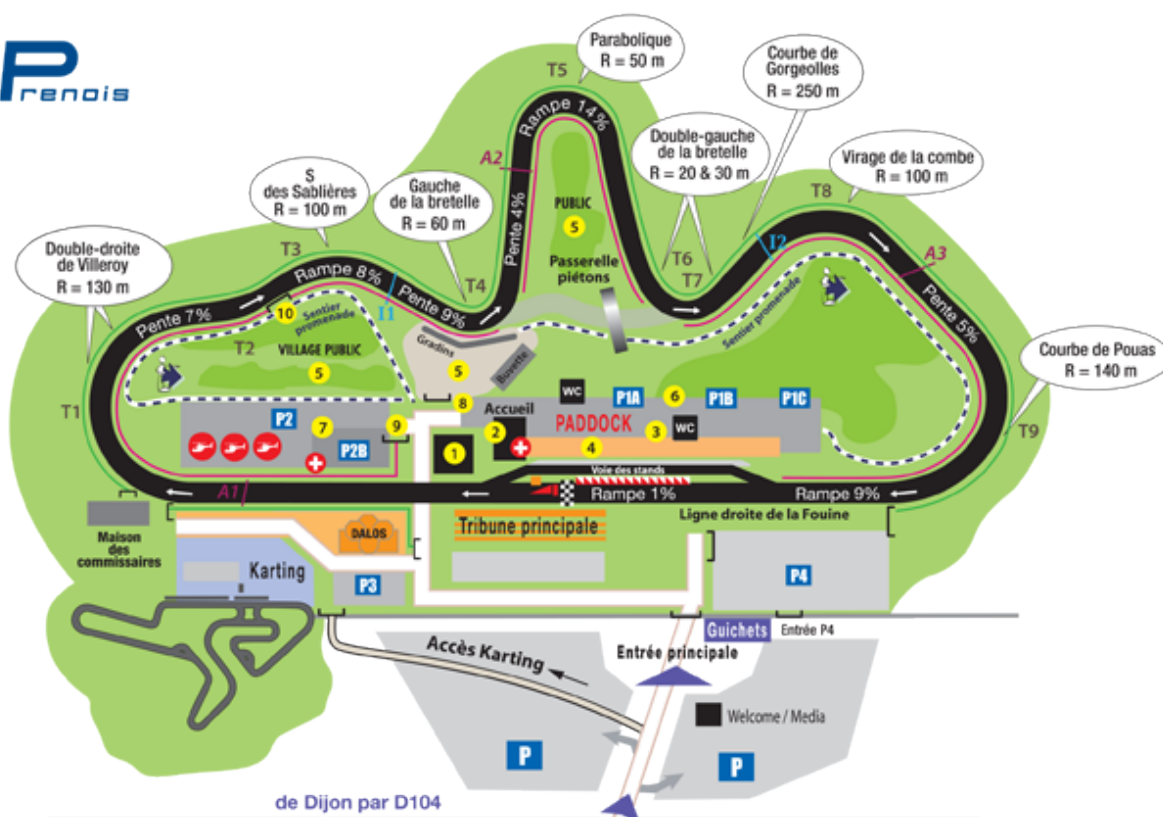 Prenois
Parabolique
R = 50 m
T5
Courbe de
Gorgeolles
R = 250 m
Rampe 14%
Double-gauche
de la bretelle
R = 20 & 30 m
A2
Virage de la combe
R = 100 m
S
des Sablières
R = 100 m
Gauche
de la bretelle
R = 60 m
T8
PUBLIC
5
Pente 4%
Double-droite
de Villeroy
R = 130 m
T3
T6
T7
I2
A3
Rampe 8%
Passerelle
piétons
I1
T4
Pente 9%
Pente 7%
10
Sentier
promenade
Sentier promenade
Pente 5%
T2
VILLAGE PUBLIC
5
Gradins
5
Buvette
Courbe de Pouas
R = 140 m
T1
WC
P1A
6
P1B
P1C
8
Accueil
P2
7
9
2
PADDOCK
3
WC
T9
P2B
1
4
Voie des stands
A1
Rampe 1%
Rampe 9%
Maison
des
commissaires
DALOS
Tribune principale
Ligne droite de la Fouine
Karting
P3
P4
Guichets
Entrée P4
Accès Karting
Entrée principale
Welcome / Media
P
P
de Dijon par D104